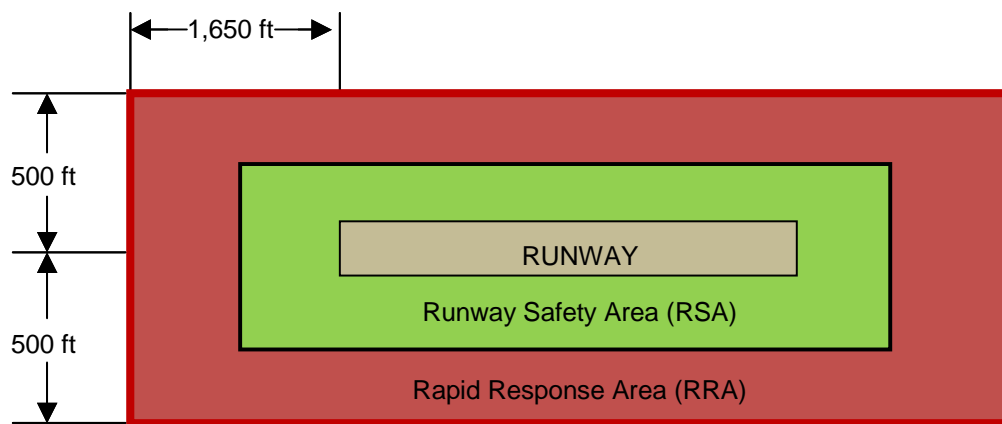 1,650 ft
500 ft
RUNWAY
Runway Safety Area (RSA)
500 ft
Rapid Response Area (RRA)